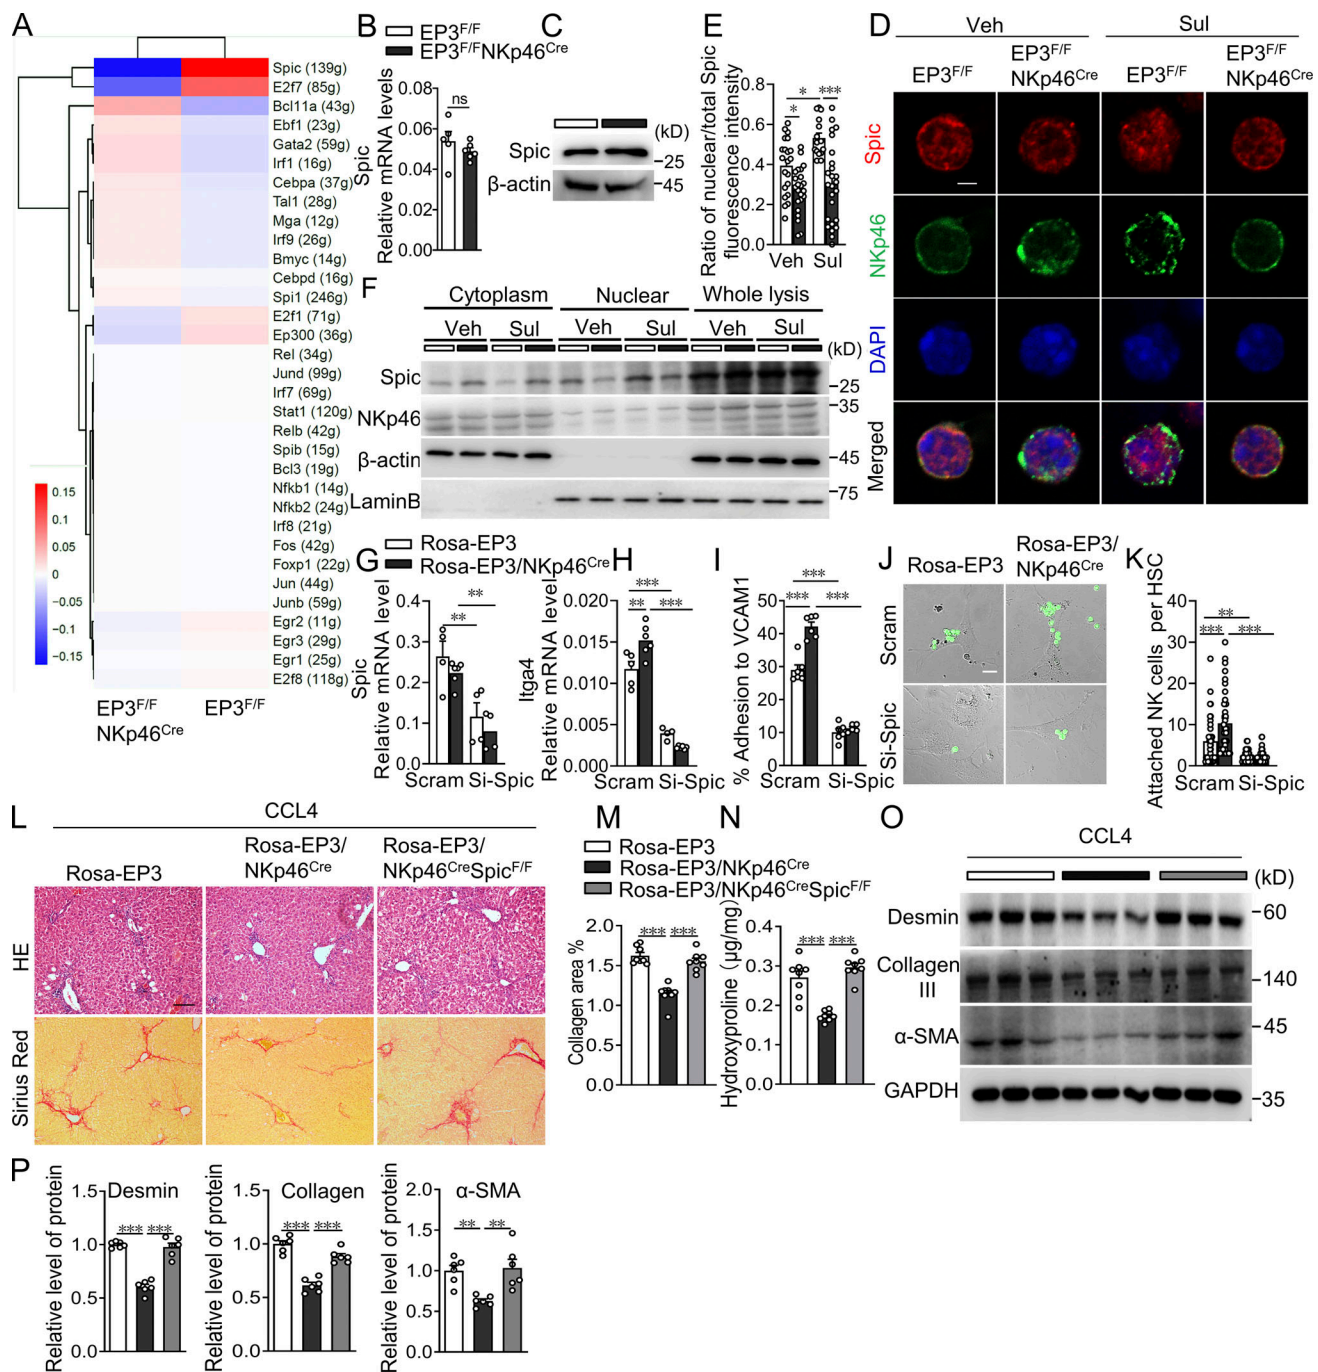 A
Spic (139g)
E2f7 (85g)
Bcl11a (43g)
Ebf1 (23g)
Gata2 (59g)
Irf1 (16g)
Cebpa (37g)
Tal1 (28g)
Mga (12g)
Irf9 (26g)
Bmyc (14g)
Cebpd (16g)
Spi1 (246g)
E2f1 (71g)
Ep300 (36g)
Rel (34g)
Jund (99g)
Irf7 (69g)
Stat1 (120g)
Relb (42g)
Spib (15g)
Bcl3 (19g)
Nfkb1 (14g)
Nfkb2 (24g)
Irf8 (21g)
Fos (42g)
Foxp1 (22g)
Jun (44g)
Junb (59g)
Egr2 (11g)
Egr3 (29g)
Egr1 (25g)
E2f8 (118g)
0.15
0.1
0.05
0
−0.05
−0.1
−0.15
EP3F/F
NKp46Cre
EP3F/F
B
EP3F/F
EP3F/FNKp46Cre
Spic
Relative mRNA levels
0.08
0.06
0.04
0.02
0.00
ns
C
(kD)
Spic
-25
β-actin
-45
E
Ratio of nuclear/total Spic
fluorescence intensity
0.8
0.6
0.4
0.2
0.0
* * ***
Veh Sul
D
Veh Sul
EP3F/F
EP3F/F
NKp46Cre
EP3F/F
EP3F/F
NKp46Cre
Spic
NKp46
DAPI
Merged
F
Cytoplasm Nuclear Whole lysis
Veh Sul Veh Sul Veh Sul
(kD)
Spic
-25
NKp46
-35
β-actin
-45
LaminB
-75
G
Rosa-EP3
Rosa-EP3/NKp46Cre
Spic
Relative mRNA level
0.4
0.3
0.2
0.1
0.0
**
**
Scram Si-Spic
H
Itga4
Relative mRNA level
0.020
0.015
0.010
0.005
0.000
***
** ***
Scram Si-Spic
I
% Adhesion to VCAM1
50
40
30
20
10
0
***
*** ***
Scram Si-Spic
J
Rosa-EP3
Rosa-EP3/
NKp46Cre
Scram
Si-Spic
K
Attached NK cells per HSC
40
30
20
10
0
**
*** ***
Scram Si-Spic
L
CCL4
Rosa-EP3
Rosa-EP3/
NKp46Cre
Rosa-EP3/
NKp46CreSpicF/F
HE
Sirius Red
M
Rosa-EP3
Rosa-EP3/NKp46Cre
Rosa-EP3/NKp46CreSpicF/F
Collagen area %
2.0
1.5
1.0
0.5
0.0
*** ***
N
Hydroxyproline (μg/mg)
0.4
0.3
0.2
0.1
0.0
*** ***
O
CCL4
(kD)
Desmin
-60
Collagen
III
-140
α-SMA
-45
GAPDH
-35
P
Relative level of protein
Desmin
1.5
1.0
0.5
0.0
*** ***
Relative level of protein
Collagen
1.5
1.0
0.5
0.0
*** ***
Relative level of protein
α-SMA
2.0
1.5
1.0
0.5
0.0
** **